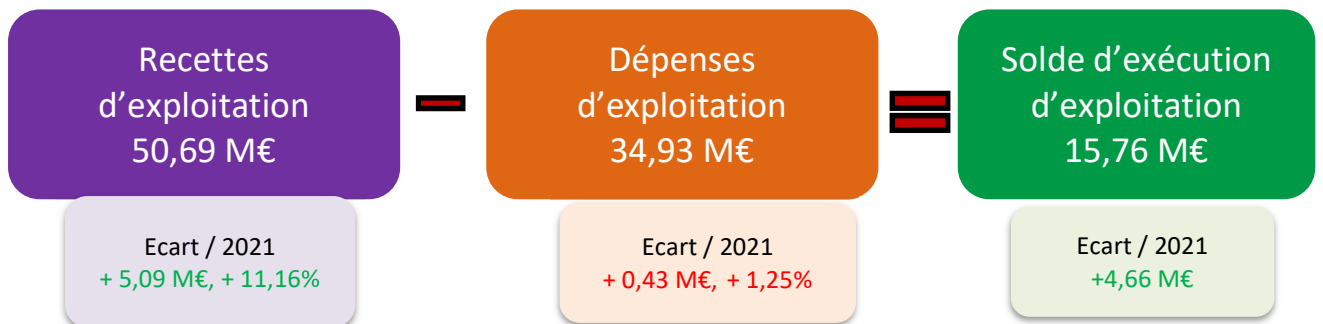 Recettes
d’exploitation
50,69 M€
Dépenses
d’exploitation
34,93 M€
Solde d’exécution
d’exploitation
15,76 M€
Ecart / 2021
+ 5,09 M€, + 11,16%
Ecart / 2021
+ 0,43 M€, + 1,25%
Ecart / 2021
+4,66 M€